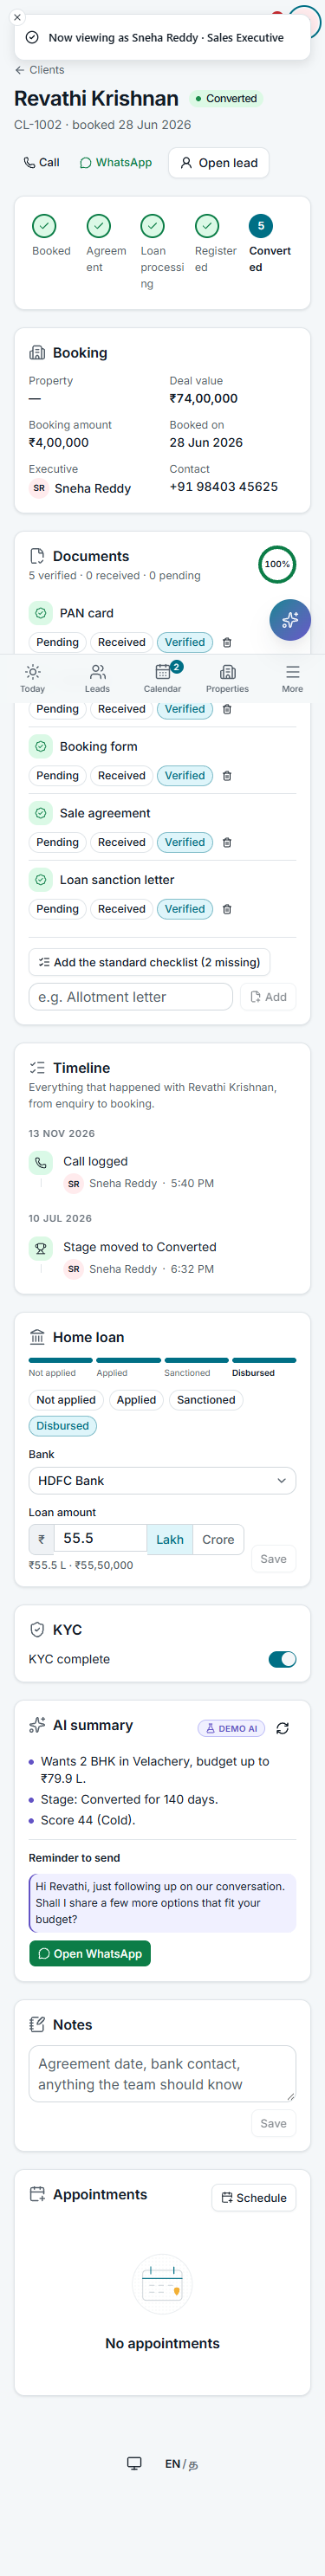 Now viewing as Sneha Reddy · Sales Executive
Clients
Revathi Krishnan
Converted
CL-1002 · booked 28 Jun 2026
Call
WhatsApp
Open lead
Booked
Agreem
ent
Loan
processi
ng
Register
ed
5
Convert
ed
Booking
Property
Deal value
—
₹74,00,000
Booking amount
Booked on
₹4,00,000
28 Jun 2026
Executive
Contact
SR Sneha Reddy
+91 98403 45625
Documents
5 verified · 0 received · 0 pending
100%
PAN card
Pending Received Verified
Today
Leads
Calendar
2
Properties
More
Pending Received Verified
Booking form
Pending Received Verified
Sale agreement
Pending Received Verified
Loan sanction letter
Pending Received Verified
Add the standard checklist (2 missing)
e.g. Allotment letter
Add
Timeline
Everything that happened with Revathi Krishnan,
from enquiry to booking.
13 NOV 2026
Call logged
SR Sneha Reddy · 5:40 PM
10 JUL 2026
Stage moved to Converted
SR Sneha Reddy · 6:32 PM
Home loan
Not applied
Applied
Sanctioned
Disbursed
Not applied
Applied
Sanctioned
Disbursed
Bank
HDFC Bank
Loan amount
₹ 55.5 Lakh Crore
₹55.5 L · ₹55,50,000
Save
KYC
KYC complete
AI summary
DEMO AI
Wants 2 BHK in Velachery, budget up to
₹79.9 L.
Stage: Converted for 140 days.
Score 44 (Cold).
Reminder to send
Hi Revathi, just following up on our conversation.
Shall I share a few more options that fit your
budget?
Open WhatsApp
Notes
Agreement date, bank contact,
anything the team should know
Save
Appointments
Schedule
No appointments
EN / த